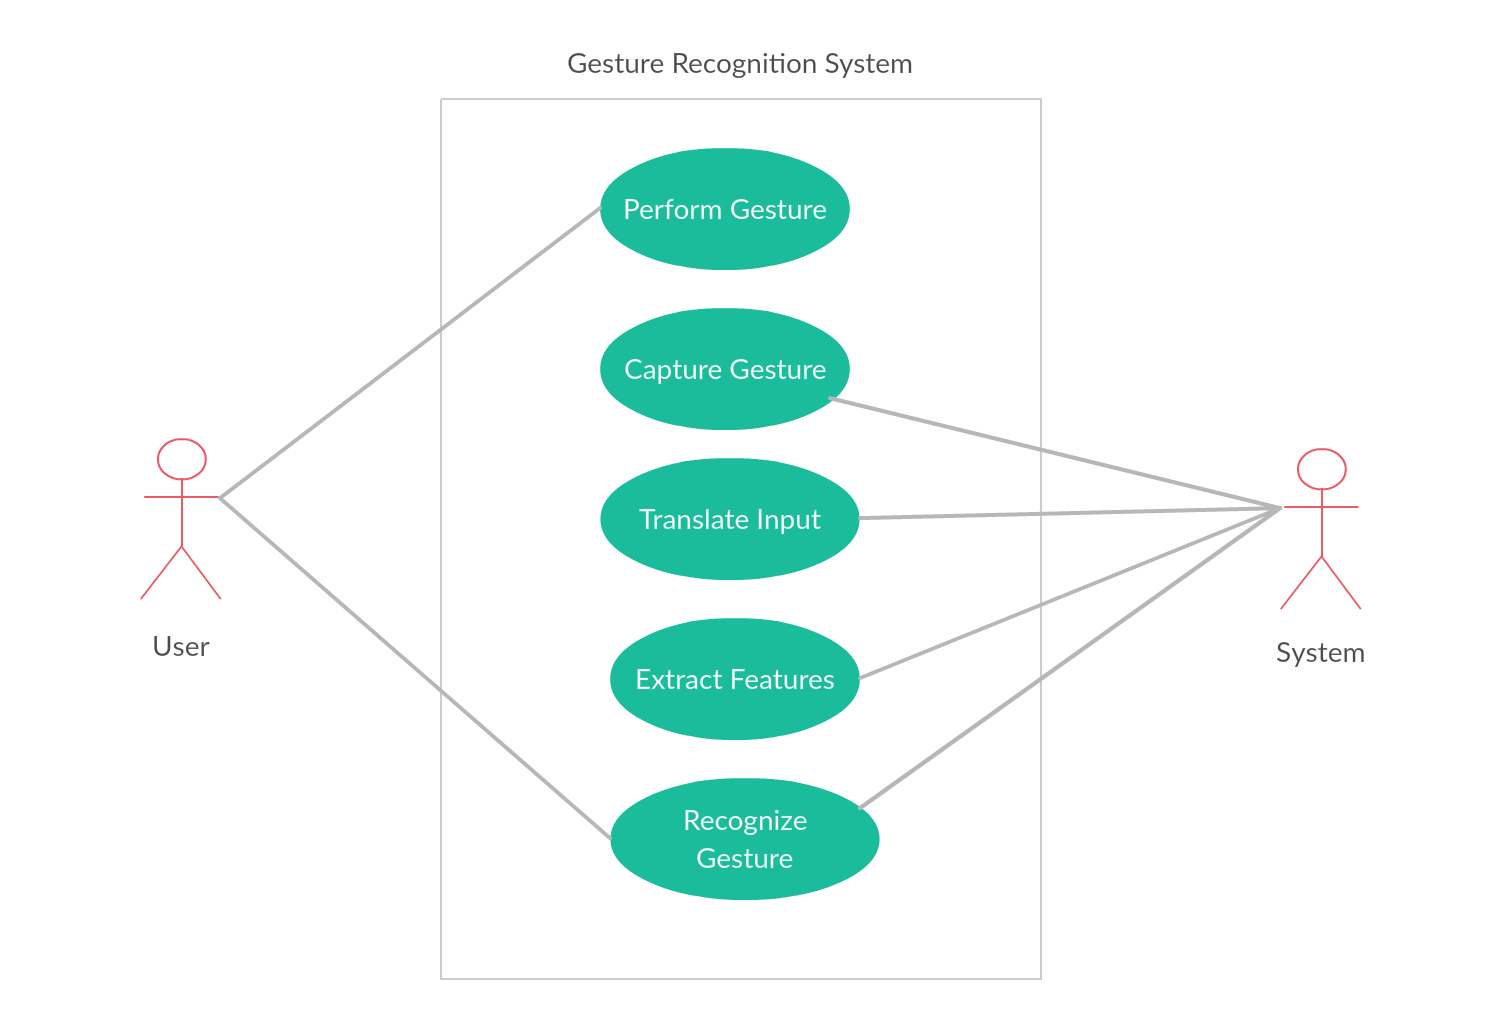 Gesture Recognition System
Perform Gesture
Capture Gesture
Translate Input
Extract Features
Recognize
Gesture
User
System